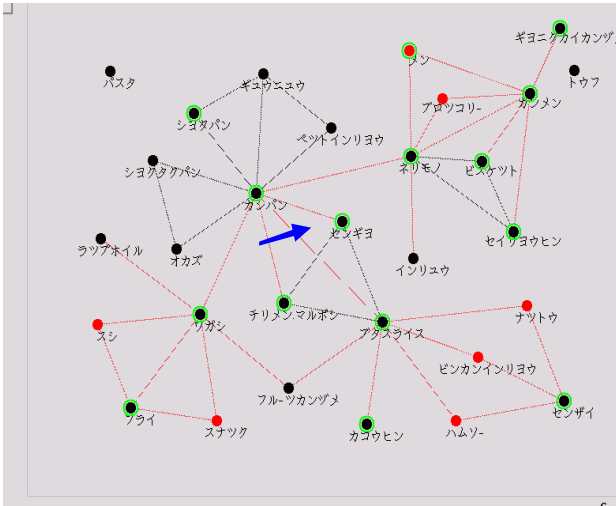 ギヨニクカイカンヅメ
メン
トウフ
パスタ
ギュウニュウ
カンメン
ブロツコリー
ショクパン
ペツトインリヨウ
シヨクタクパン
ネリモノ
ビスケツト
カンパン
センギヨ
セイリヨウヒン
ラツプホイル
オカズ
インリユウ
チリメン.マルボシ
ワガシ
ブタスライス
ナツトウ
スシ
ビンカンインリヨウ
フルーツカンヅメ
フライ
スナツク
カコウヒン
ハムソー
センザイ